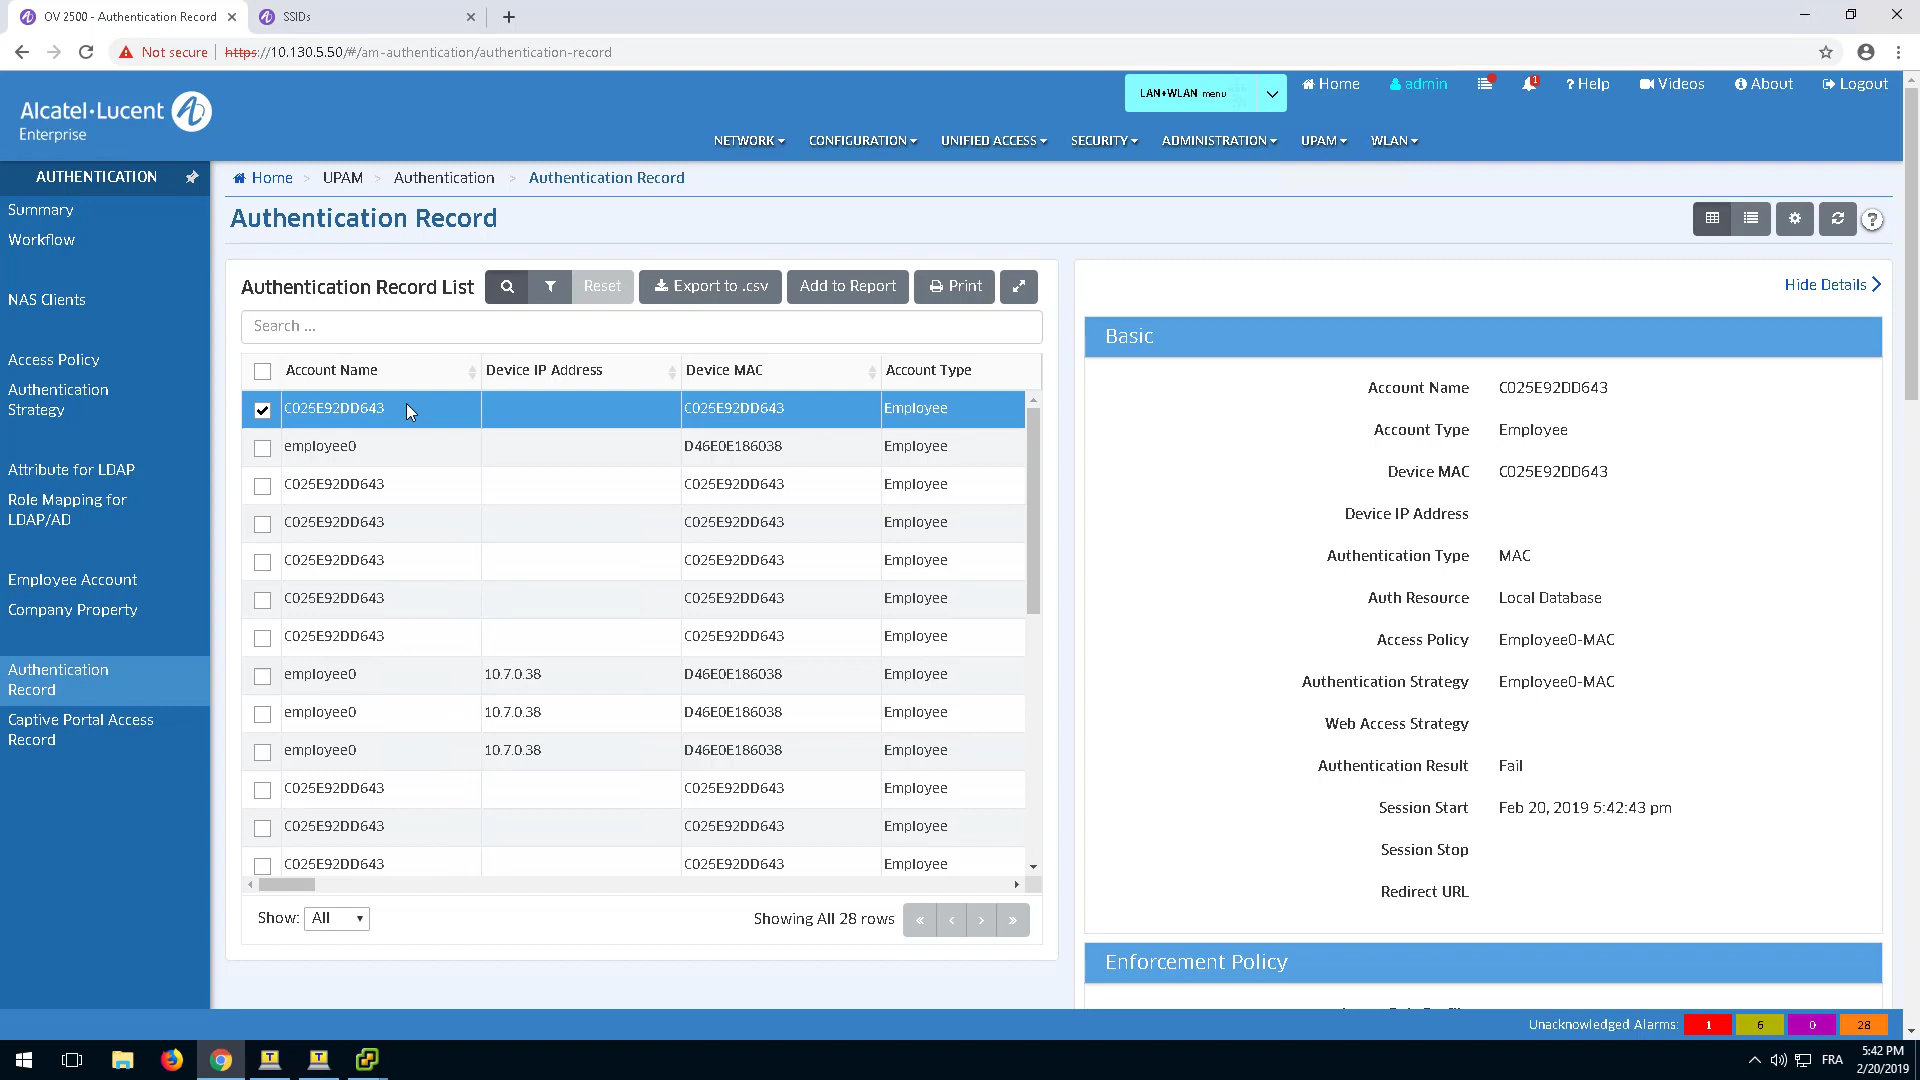 OV 2500 - Authentication Record
SSIDs
Not secure
https://10.130.5.50/#/am-authentication/authentication-record
Alcatel·Lucent
Enterprise
LAN+WLAN menu
Home
admin
1
? Help
Videos
About
Logout
NETWORK
CONFIGURATION
UNIFIED ACCESS
SECURITY
ADMINISTRATION
UPAM
WLAN
AUTHENTICATION
Summary
Workflow
NAS Clients
Access Policy
Authentication
Strategy
Attribute for LDAP
Role Mapping for
LDAP/AD
Employee Account
Company Property
Authentication
Record
Captive Portal Access
Record
Home > UPAM > Authentication > Authentication Record
Authentication Record
?
Authentication Record List
Reset
Export to .csv
Add to Report
Print
Search ...
Account Name Device IP Address Device MAC Account Type
C025E92DD643 C025E92DD643 Employee
employee0 D46E0E186038 Employee
C025E92DD643 C025E92DD643 Employee
C025E92DD643 C025E92DD643 Employee
C025E92DD643 C025E92DD643 Employee
C025E92DD643 C025E92DD643 Employee
C025E92DD643 C025E92DD643 Employee
employee0 10.7.0.38 D46E0E186038 Employee
employee0 10.7.0.38 D46E0E186038 Employee
employee0 10.7.0.38 D46E0E186038 Employee
C025E92DD643 C025E92DD643 Employee
C025E92DD643 C025E92DD643 Employee
C025E92DD643 C025E92DD643 Employee
Show: All
Showing All 28 rows
« ‹ › »
Hide Details
Basic
Account Name C025E92DD643
Account Type Employee
Device MAC C025E92DD643
Device IP Address
Authentication Type MAC
Auth Resource Local Database
Access Policy Employee0-MAC
Authentication Strategy Employee0-MAC
Web Access Strategy
Authentication Result Fail
Session Start Feb 20, 2019 5:42:43 pm
Session Stop
Redirect URL
Enforcement Policy
Unacknowledged Alarms: 1 6 0 28
FRA
5:42 PM
2/20/2019